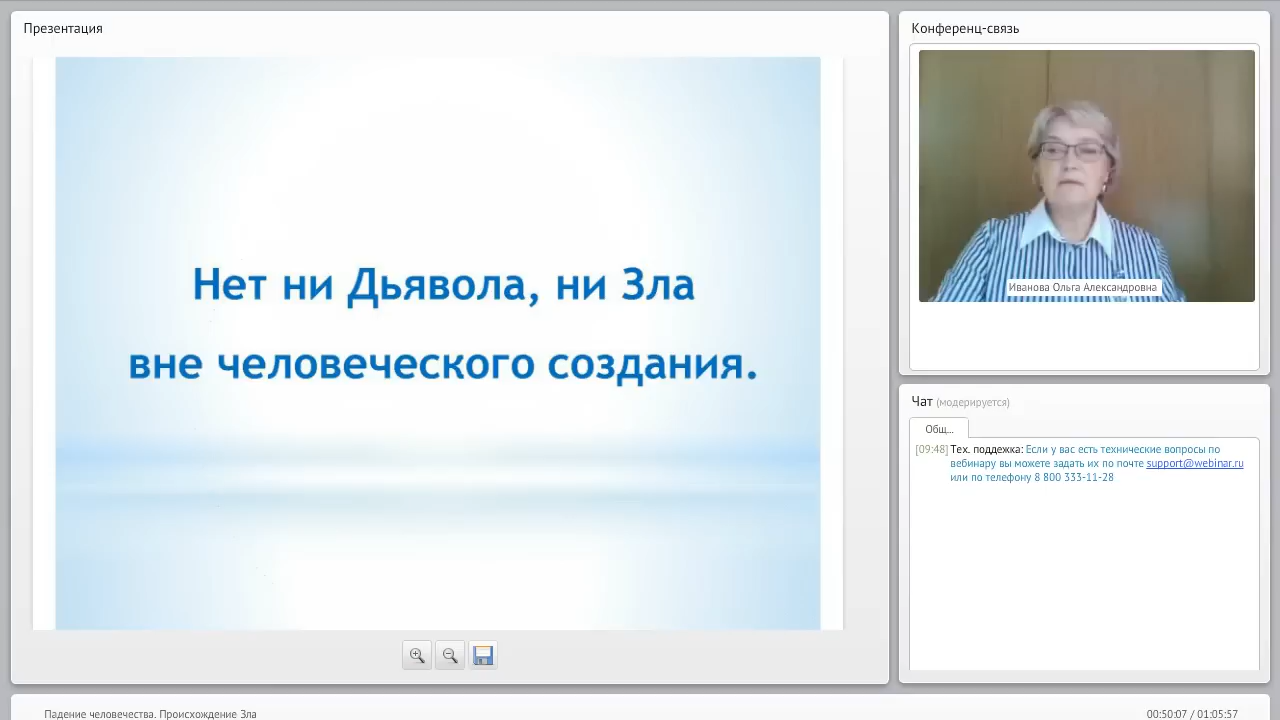 Презентация
Нет ни Дьявола, ни Зла
вне человеческого создания.
Конференц-связь
Иванова Ольга Александровна
Чат (модерируется)
Общ...
[09:48] Тех. поддежка: Если у вас есть технические вопросы по
вебинару вы можете задать их по почте support@webinar.ru
или по телефону 8 800 333-11-28
Падение человечества. Происхождение Зла
00:50:07 / 01:05:57